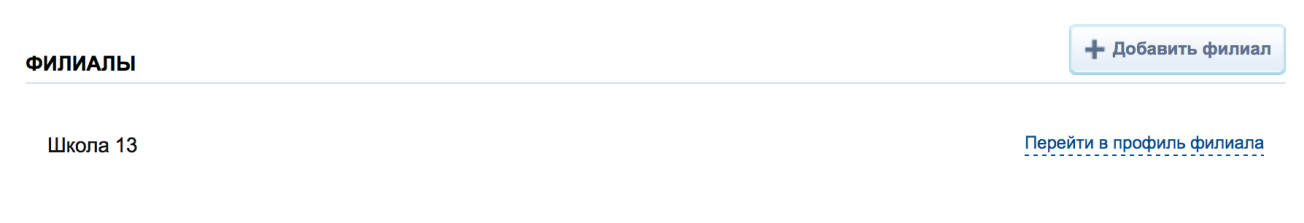 ФИЛИАЛЫ
Добавить филиал
Школа 13
Перейти в профиль филиала